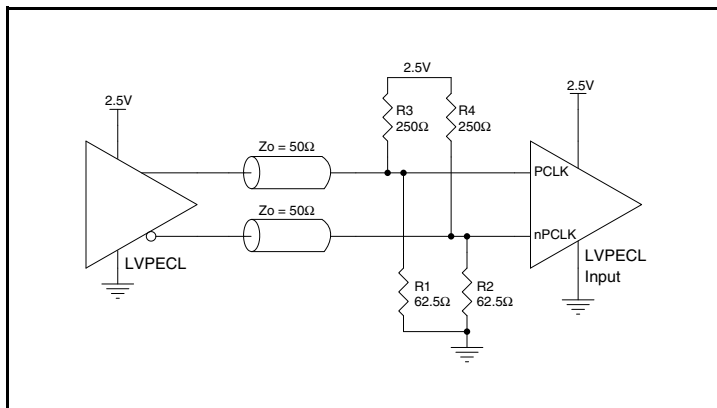 2.5V
2.5V
2.5V
R3
250Ω
R4
250Ω
Zo = 50Ω
PCLK
Zo = 50Ω
nPCLK
LVPECL
LVPECL
Input
R1
62.5Ω
R2
62.5Ω